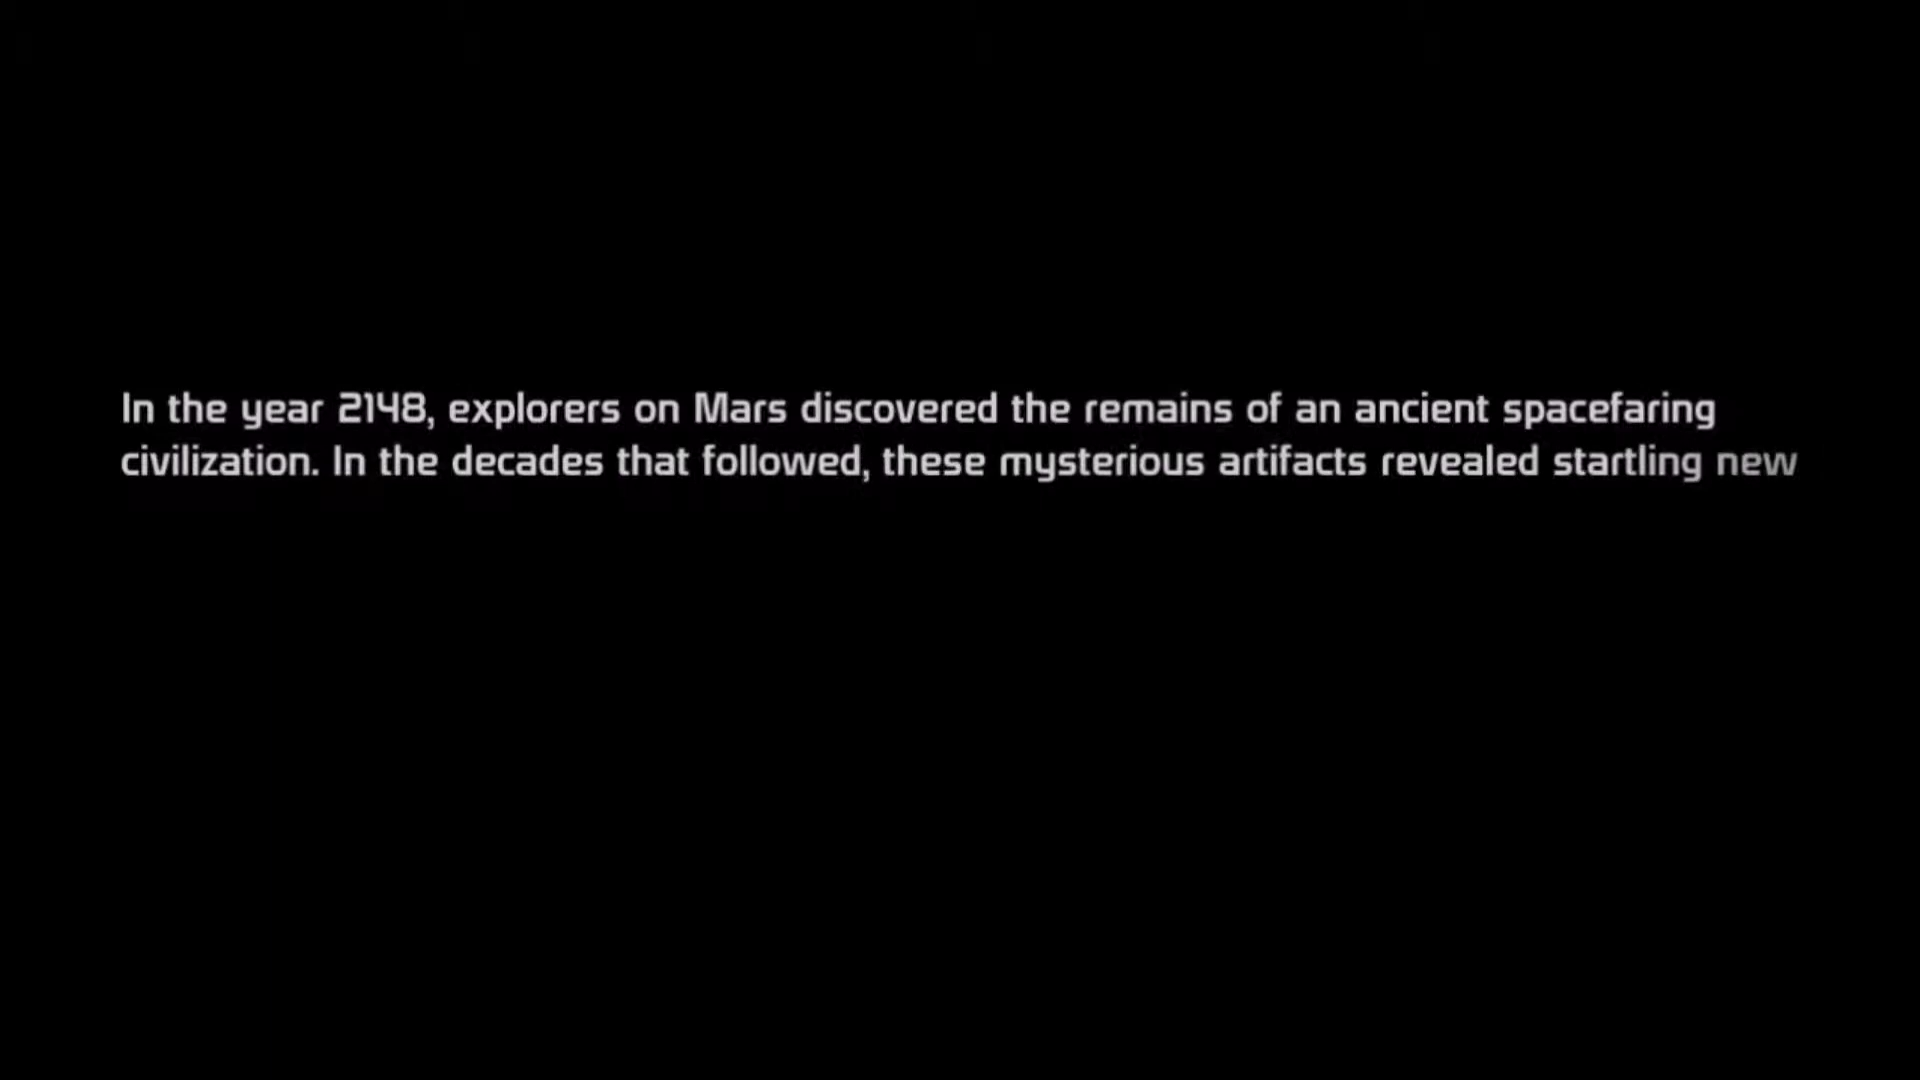 In the year 2148, explorers on Mars discovered the remains of an ancient spacefaring
civilization. In the decades that followed, these mysterious artifacts revealed startling new